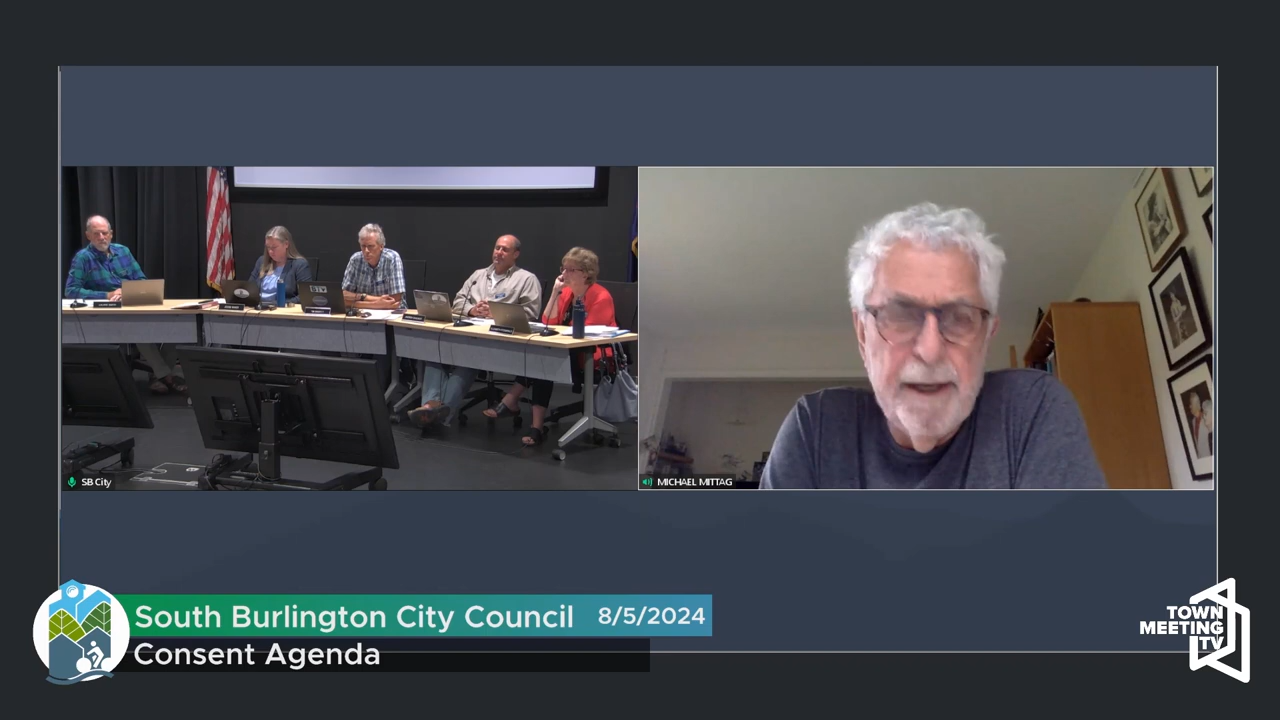 SB City
MICHAEL MITTAG
South Burlington City Council 8/5/2024
Consent Agenda
TOWN
MEETING
TV